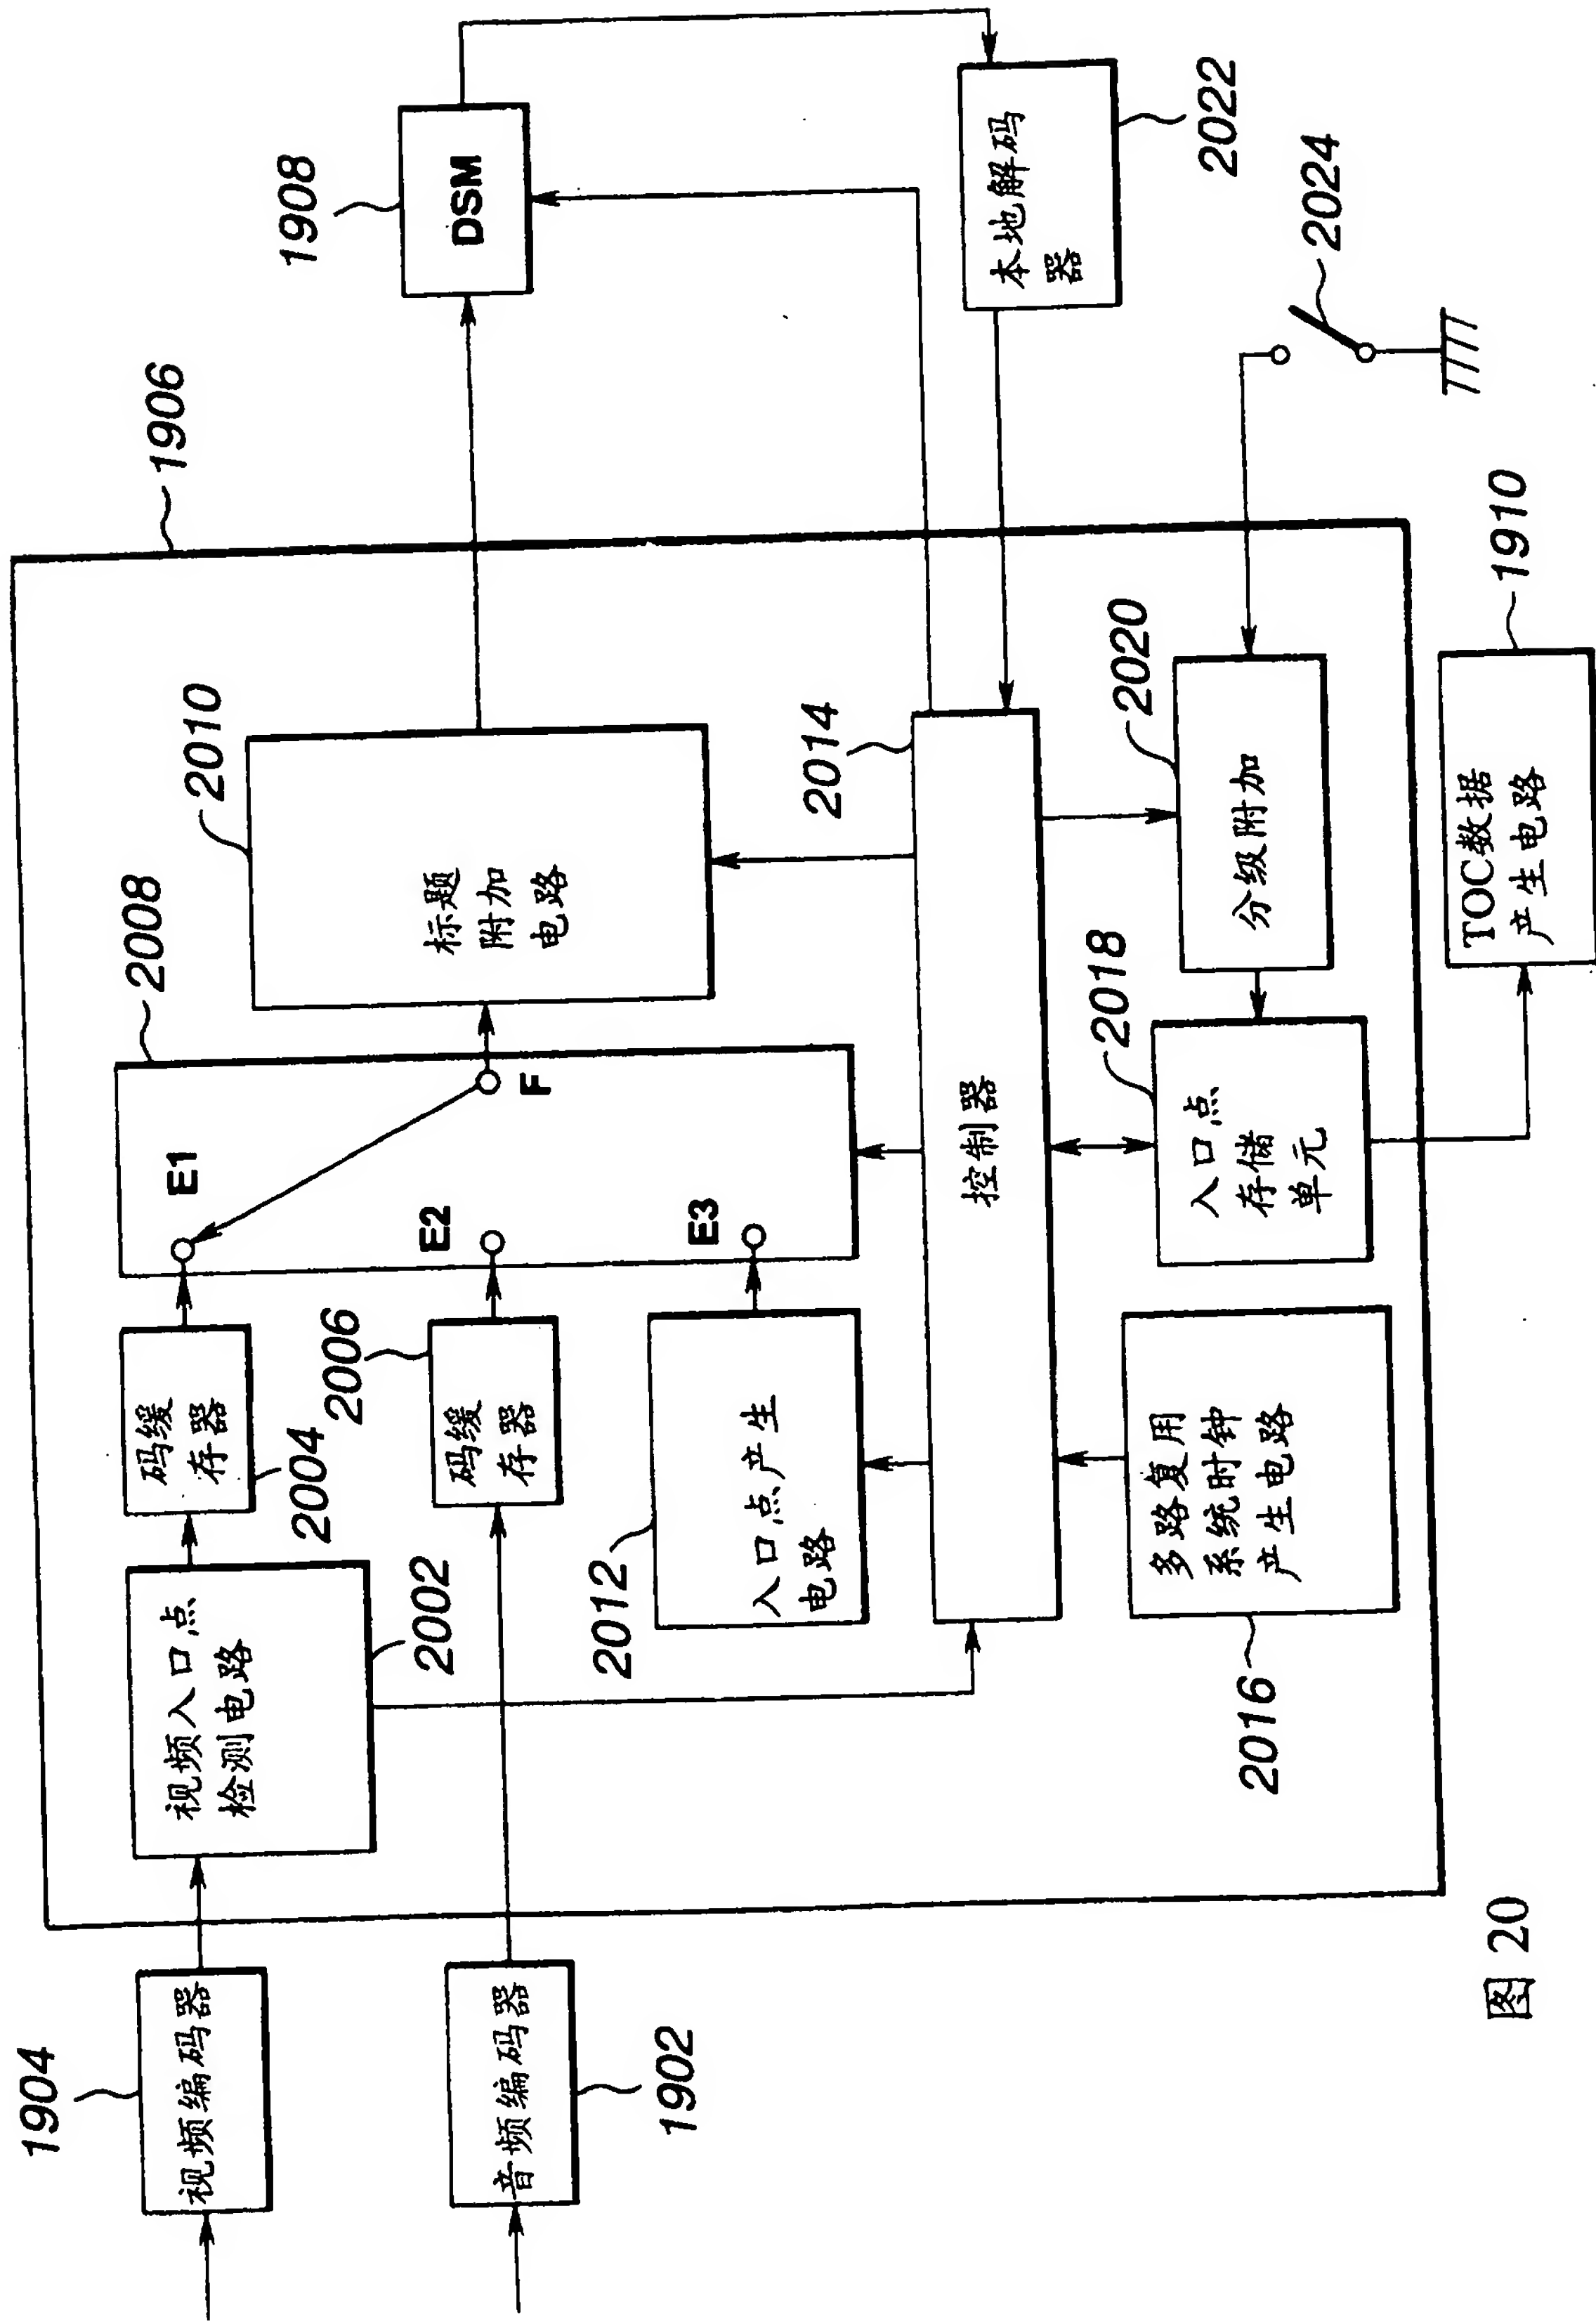 1904
视频编码器
1902
音频编码器
1906
视频入口点
检测电路
2002
码缓
存器
2004
码缓
存器
2006
入口点产生
电路
2012
2008
E1
E2
E3
F
标题
附加
电路
2010
控制器
2014
多路复用
系统时钟
产生电路
2016
入口点
存储
单元
2018
分级附加
2020
DSM
1908
本地解码
器
2022
2024
TOC数据
产生电路
1910
图 20